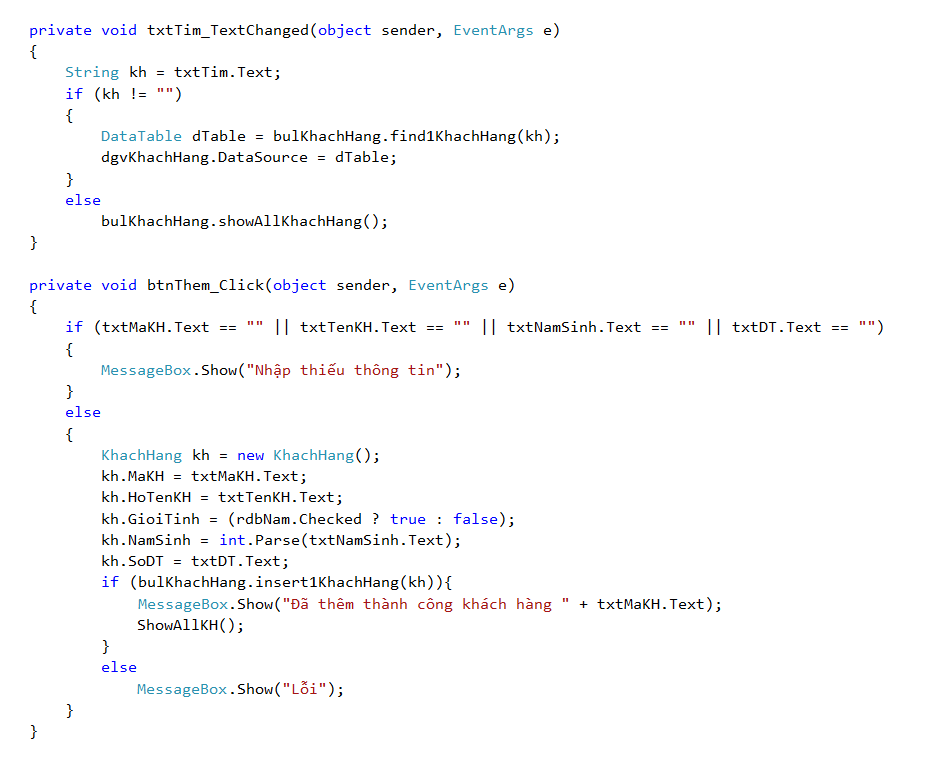 private void txtTim_TextChanged(object sender, EventArgs e)
{
    String kh = txtTim.Text;
    if (kh != "")
    {
        DataTable dTable = bulKhachHang.find1KhachHang(kh);
        dgvKhachHang.DataSource = dTable;
    }
    else
        bulKhachHang.showAllKhachHang();
}

private void btnThem_Click(object sender, EventArgs e)
{
    if (txtMaKH.Text == "" || txtTenKH.Text == "" || txtNamSinh.Text == "" || txtDT.Text == "")
    {
        MessageBox.Show("Nhập thiếu thông tin");
    }
    else
    {
        KhachHang kh = new KhachHang();
        kh.MaKH = txtMaKH.Text;
        kh.HoTenKH = txtTenKH.Text;
        kh.GioiTinh = (rdbNam.Checked ? true : false);
        kh.NamSinh = int.Parse(txtNamSinh.Text);
        kh.SoDT = txtDT.Text;
        if (bulKhachHang.insert1KhachHang(kh)){
            MessageBox.Show("Đã thêm thành công khách hàng " + txtMaKH.Text);
            ShowAllKH();
        }
        else
            MessageBox.Show("Lỗi");
    }
}